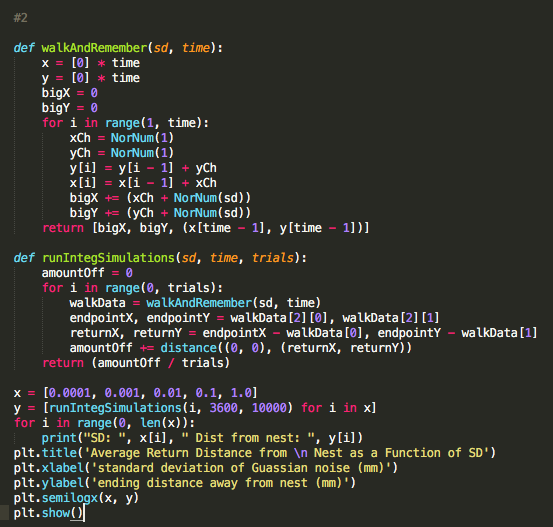 #2
def walkAndRemember(sd, time):
    x = [0] * time
    y = [0] * time
    bigX = 0
    bigY = 0
    for i in range(1, time):
        xCh = NorNum(1)
        yCh = NorNum(1)
        y[i] = y[i - 1] + yCh
        x[i] = x[i - 1] + xCh
        bigX += (xCh + NorNum(sd))
        bigY += (yCh + NorNum(sd))
    return [bigX, bigY, (x[time - 1], y[time - 1])]
def runIntegSimulations(sd, time, trials):
    amountOff = 0
    for i in range(0, trials):
        walkData = walkAndRemember(sd, time)
        endpointX, endpointY = walkData[2][0], walkData[2][1]
        returnX, returnY = endpointX - walkData[0], endpointY - walkData[1]
        amountOff += distance((0, 0), (returnX, returnY))
    return (amountOff / trials)
x = [0.0001, 0.001, 0.01, 0.1, 1.0]
y = [runIntegSimulations(i, 3600, 10000) for i in x]
for i in range(0, len(x)):
    print("SD: ", x[i], " Dist from nest: ", y[i])
plt.title('Average Return Distance from \n Nest as a Function of SD')
plt.xlabel('standard deviation of Guassian noise (mm)')
plt.ylabel('ending distance away from nest (mm)')
plt.semilogx(x, y)
plt.show()